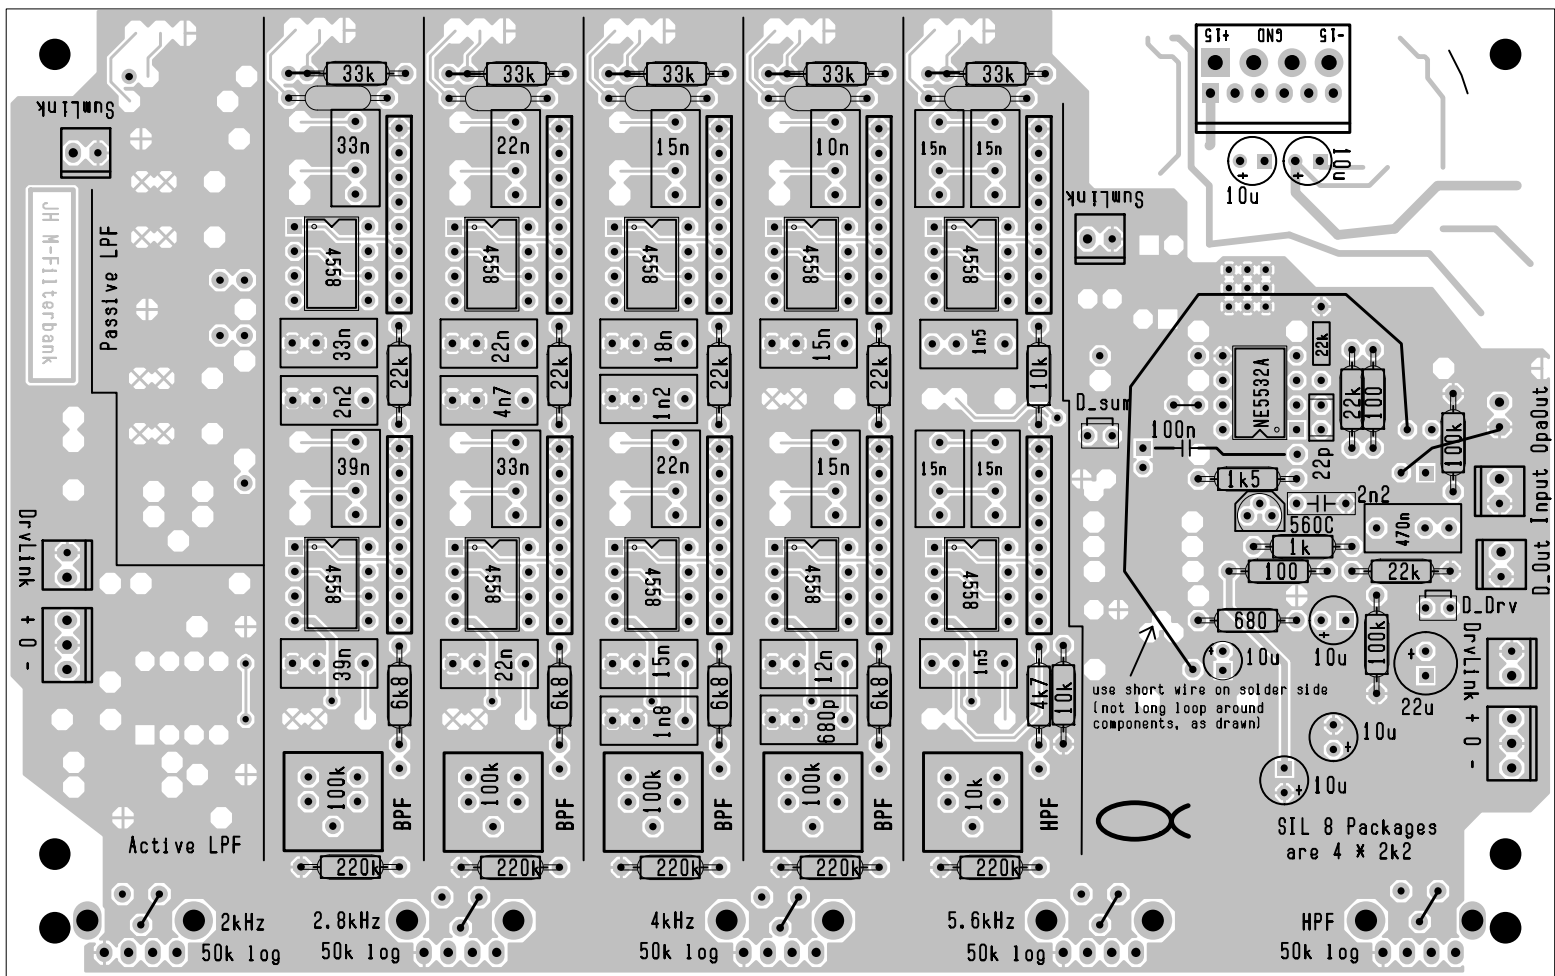 +15 GND -15
33k 33k 33k 33k 33k
SumLink
33n 22n 15n 10n 15n 15n
10u 10u
SumLink
JH M-Filterbank
Passive LPF
4558 4558 4558 4558 4558
33n 22n 18n 15n 1n5
22k 22k 22k 22k 10k
2n2 4n7 1n2
D_sum
NE5532A
22k
22k 100
100n
22p
100k
OpaOut
39n 33n 22n 15n 15n 15n
1k5
2n2
560C
470n
Input
DrvLink
1k
100 22k
D_Out
4558 4558 4558 4558 4558
+ 0 -
680
10u 10u
100k
D_Drv
DrvLink
39n 22n 15n 12n 1n5
6k8 6k8 6k8 6k8 4k7 10k
1n8 680p
use short wire on solder side
(not long loop around
components, as drawn)
22u
10u
+ 0 -
10u
100k 100k 100k 100k 10k
BPF BPF BPF BPF HPF
Active LPF
SIL 8 Packages
are 4 * 2k2
220k 220k 220k 220k 220k
2kHz 2.8kHz 4kHz 5.6kHz HPF
50k log 50k log 50k log 50k log 50k log